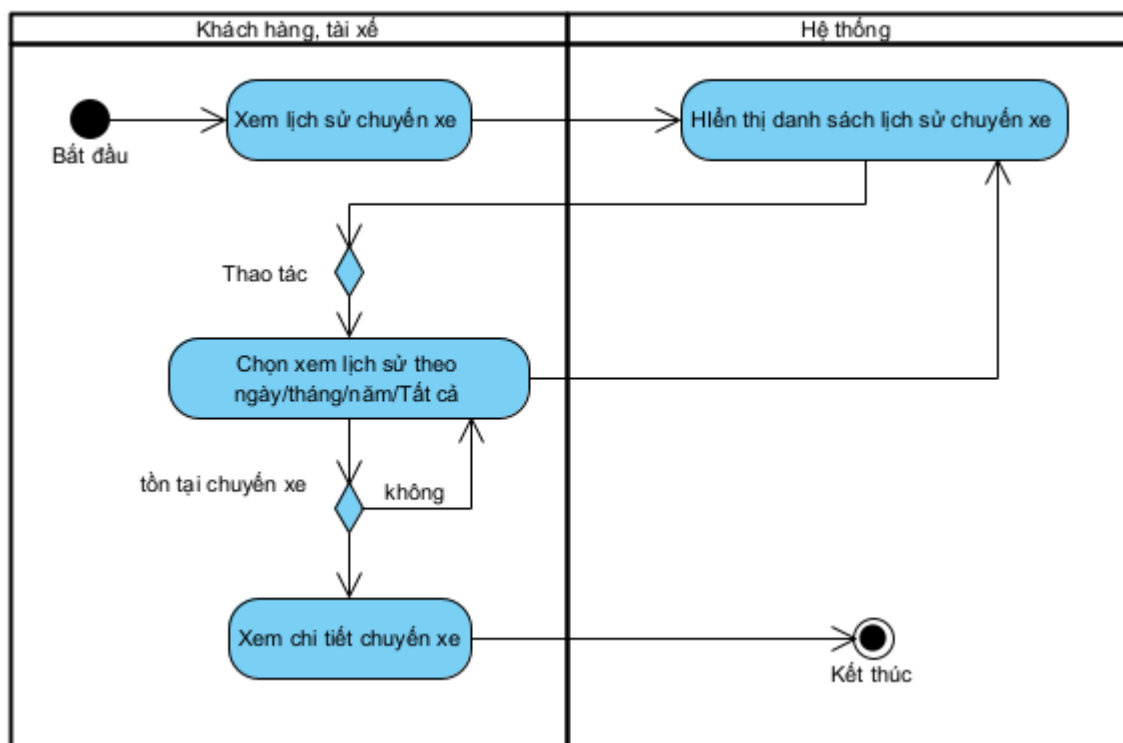 Khách hàng, tài xế
Hệ thống
Xem lịch sử chuyến xe
HIển thị danh sách lịch sử chuyến xe
Bắt đầu
Thao tác
Chọn xem lịch sử theo
ngày/tháng/năm/Tất cả
tồn tại chuyến xe
không
Xem chi tiết chuyến xe
Kết thúc